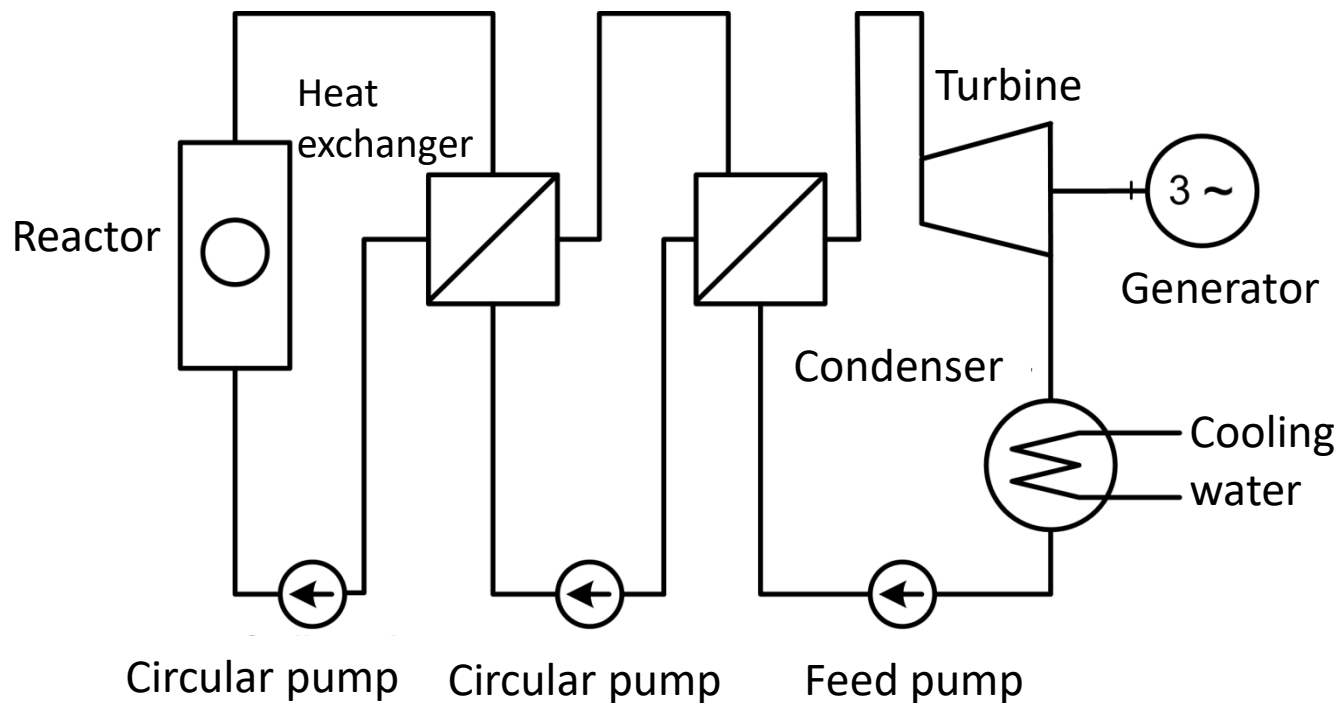 Heat
exchanger
Turbine
Reactor
3 ~
Generator
Condenser
Cooling
water
Circular pump
Circular pump
Feed pump